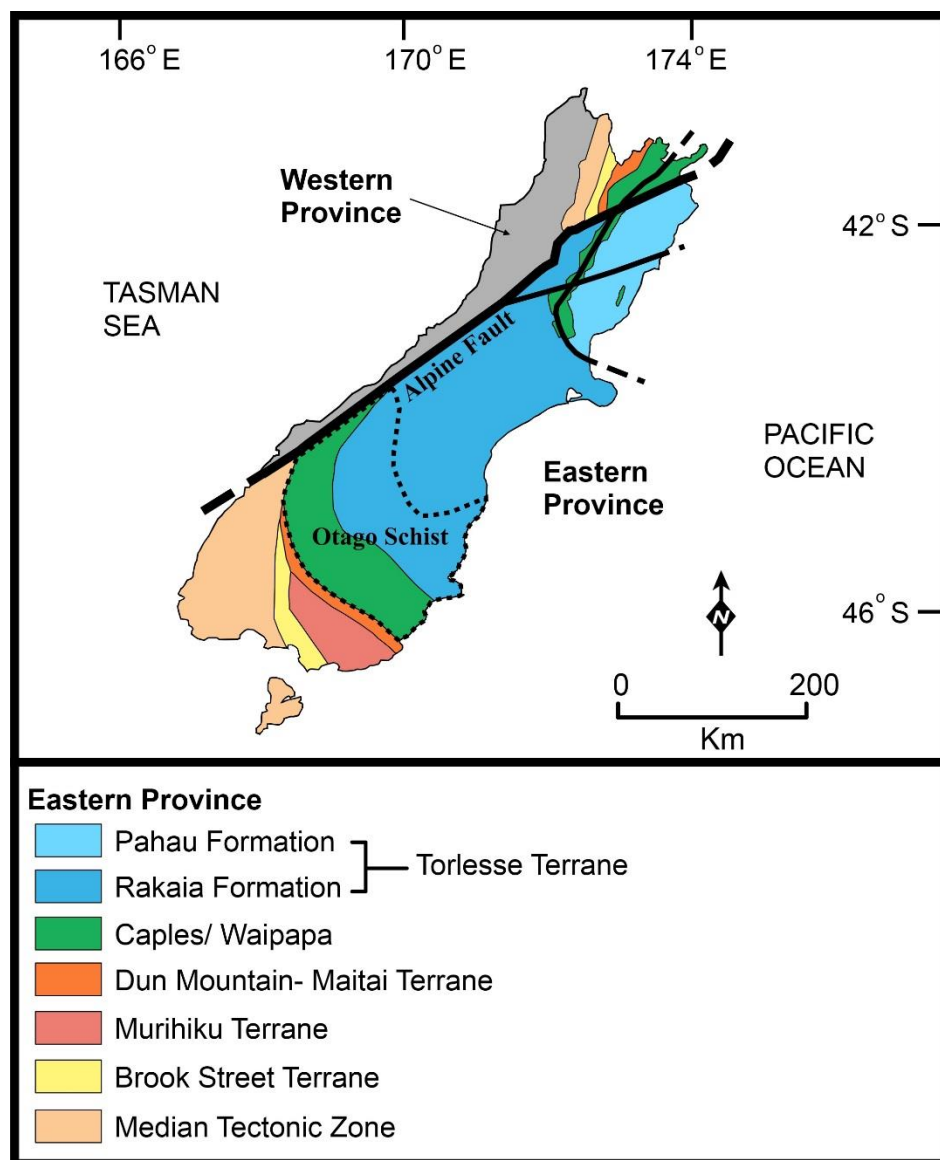 166° E
170° E
174° E
Western
Province
42° S
TASMAN
SEA
Alpine Fault
PACIFIC
OCEAN
Eastern
Province
Otago Schist
N
46° S
0
200
Km
Eastern Province
Pahau Formation
Torlesse Terrane
Rakaia Formation
Caples/ Waipapa
Dun Mountain- Maitai Terrane
Murihiku Terrane
Brook Street Terrane
Median Tectonic Zone